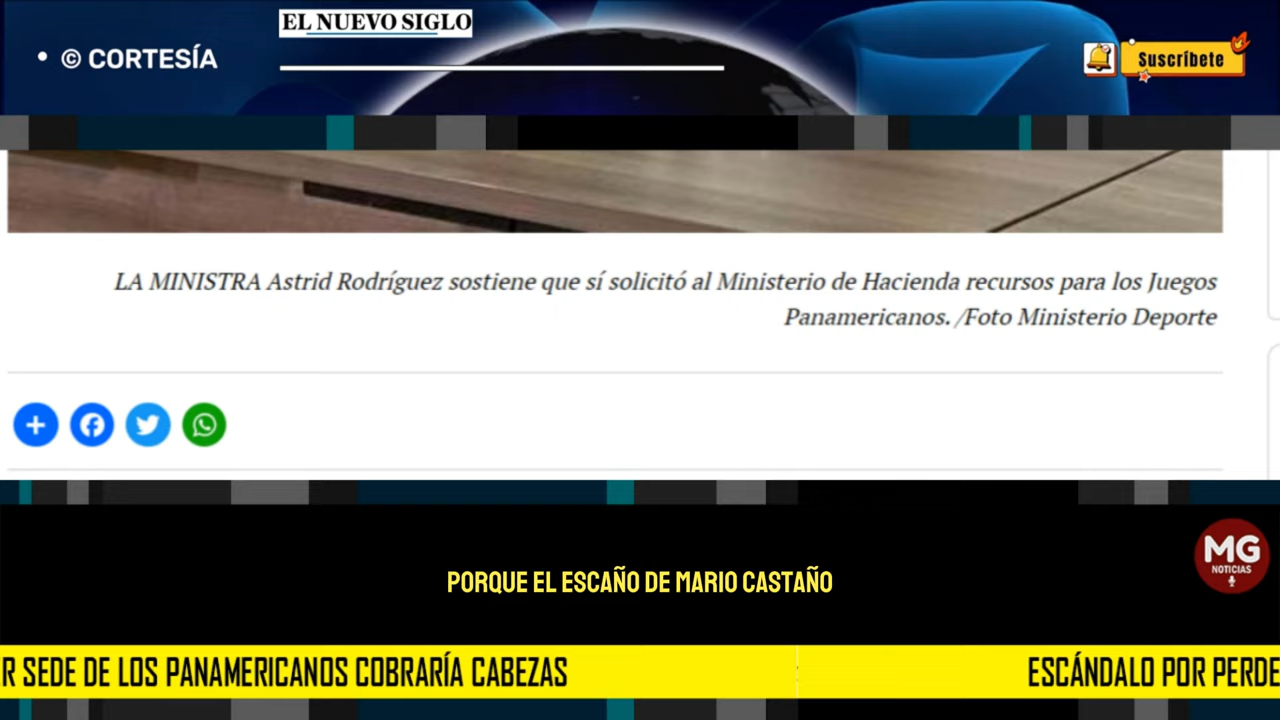 EL NUEVO SIGLO
• © CORTESÍA
Suscríbete
LA MINISTRA Astrid Rodríguez sostiene que sí solicitó al Ministerio de Hacienda recursos para los Juegos
Panamericanos. /Foto Ministerio Deporte
MG
NOTICIAS
PORQUE EL ESCAÑO DE MARIO CASTAÑO
R SEDE DE LOS PANAMERICANOS COBRARÍA CABEZAS
ESCÁNDALO POR PERDE